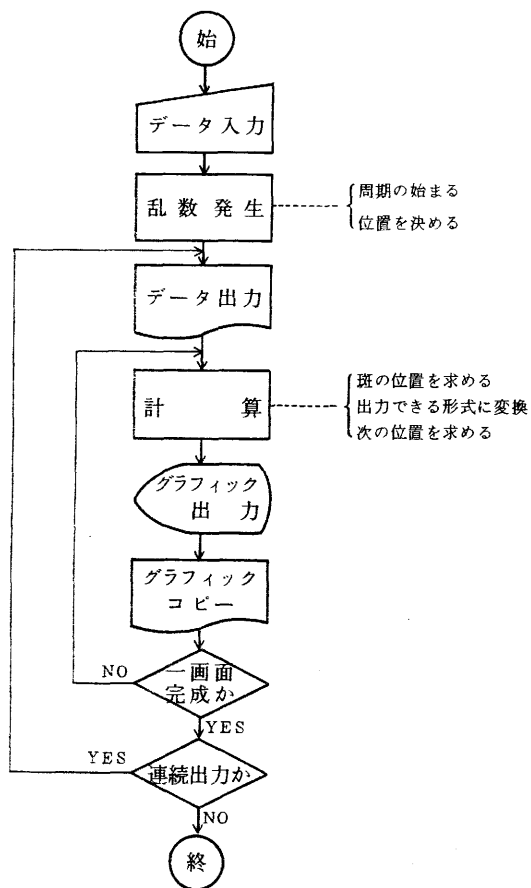 始
データ入力
乱数発生
周期の始まる
位置を決める
データ出力
計算
斑の位置を求める
出力できる形式に変換
次の位置を求める
グラフィック
出力
グラフィック
コピー
一画面
完成か
NO
YES
連続出力か
YES
NO
終